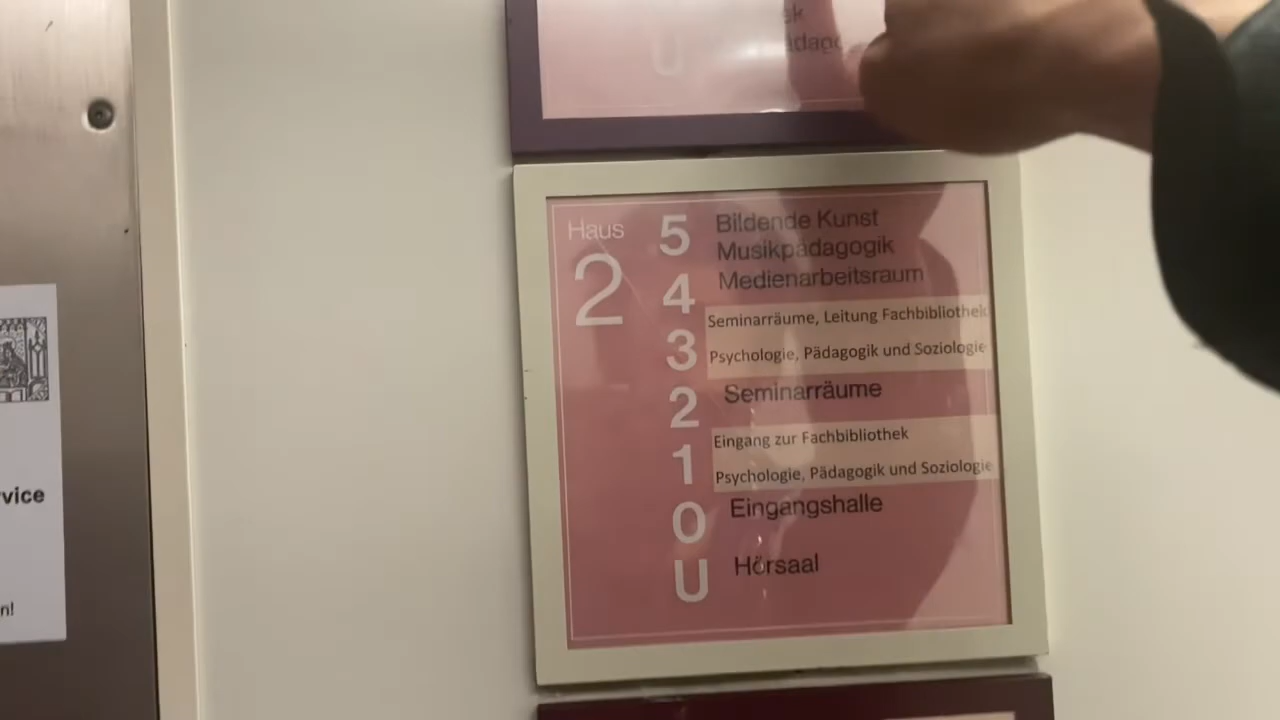 U
Haus
2
5 Bildende Kunst
Musikpädagogik
4 Medienarbeitsraum
Seminarräume, Leitung Fachbibliothek
3 Psychologie, Pädagogik und Soziologie
2 Seminarräume
Eingang zur Fachbibliothek
1 Psychologie, Pädagogik und Soziologie
0 Eingangshalle
U Hörsaal